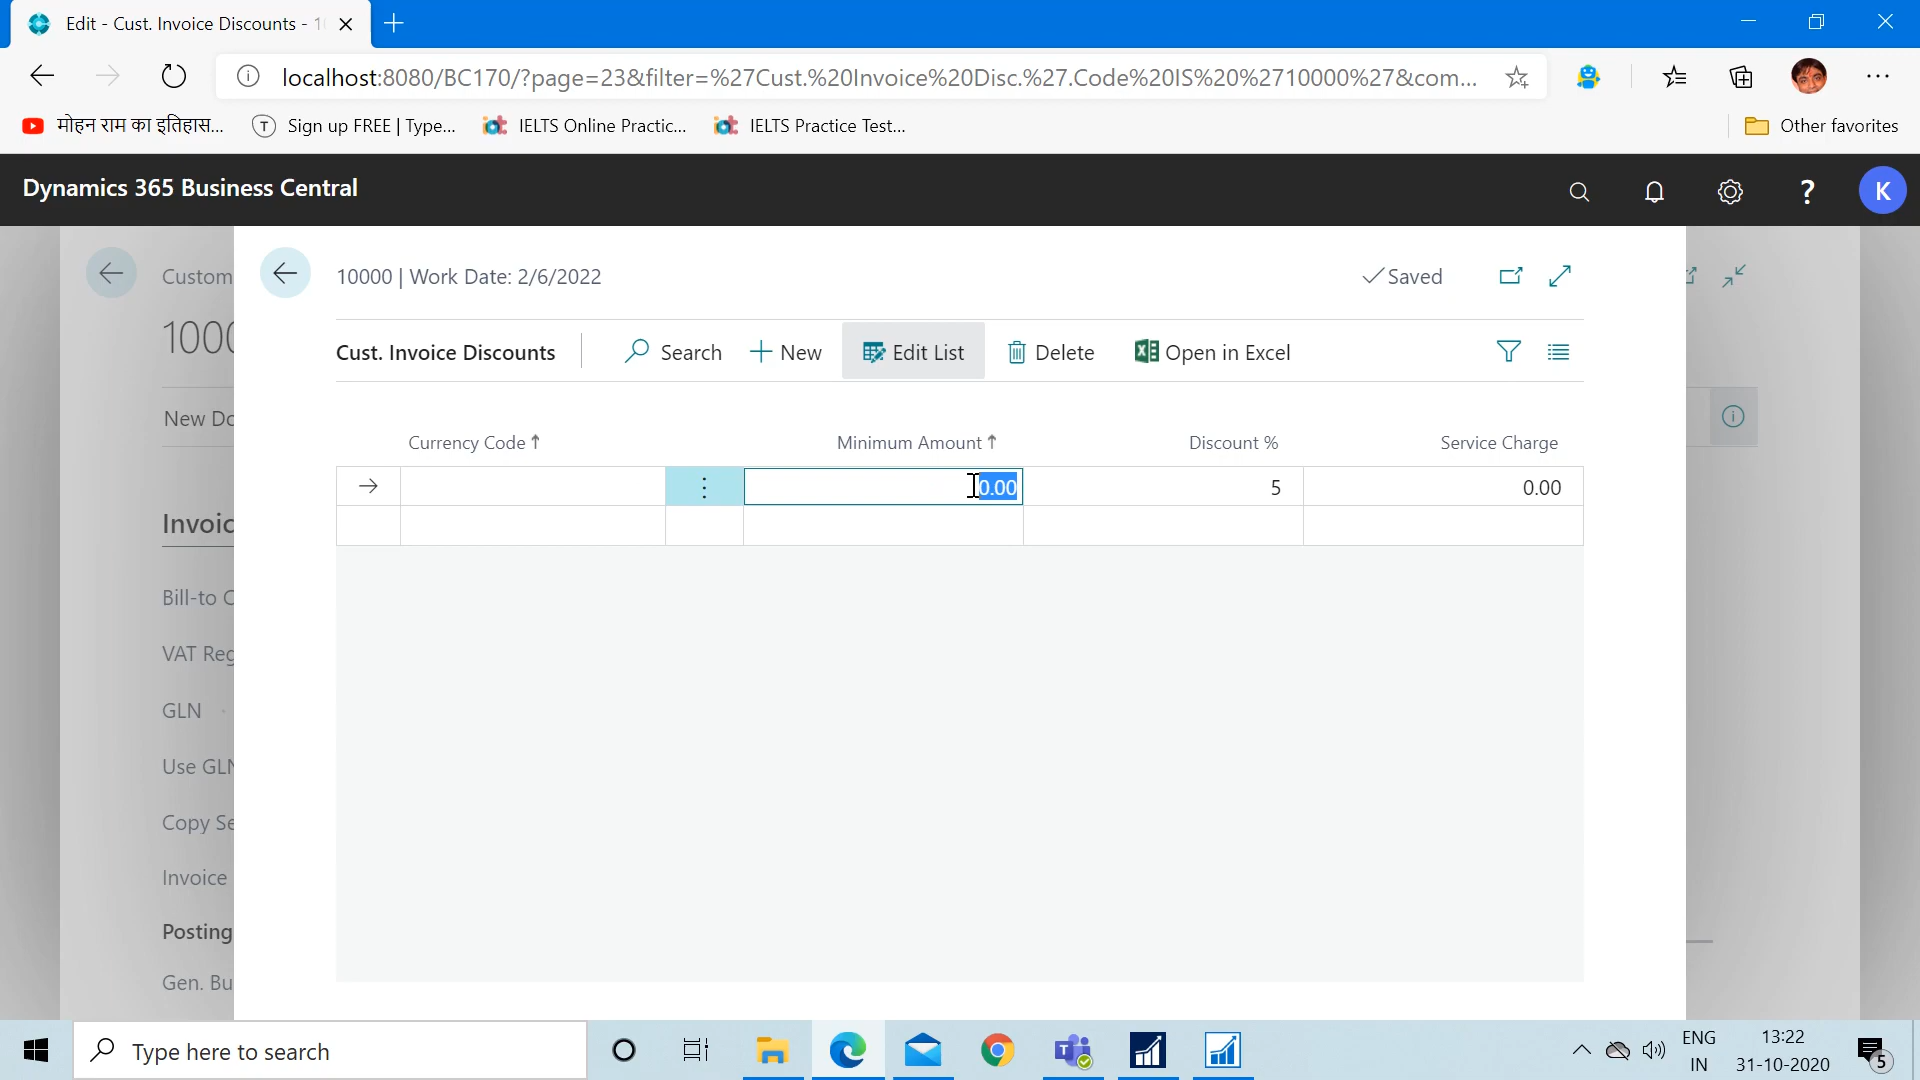 Edit - Cust. Invoice Discounts - 1
localhost:8080/BC170/?page=23&filter=%27Cust.%20Invoice%20Disc.%27.Code%20IS%20%2710000%27&com...
मोहन राम का इतिहास...
T
Sign up FREE | Type...
IELTS Online Practic...
IELTS Practice Test...
Other favorites
Dynamics 365 Business Central
?
K
Custom
10000 | Work Date: 2/6/2022
Saved
1000
Cust. Invoice Discounts
Search
New
Edit List
Delete
Open in Excel
New Do
Currency Code
Minimum Amount
Discount %
Service Charge
0.00
5
0.00
Invoic
Bill-to C
VAT Reg
GLN
Use GLN
Copy Se
Invoice
Posting
Gen. Bu
Type here to search
ENG
IN
13:22
31-10-2020
5